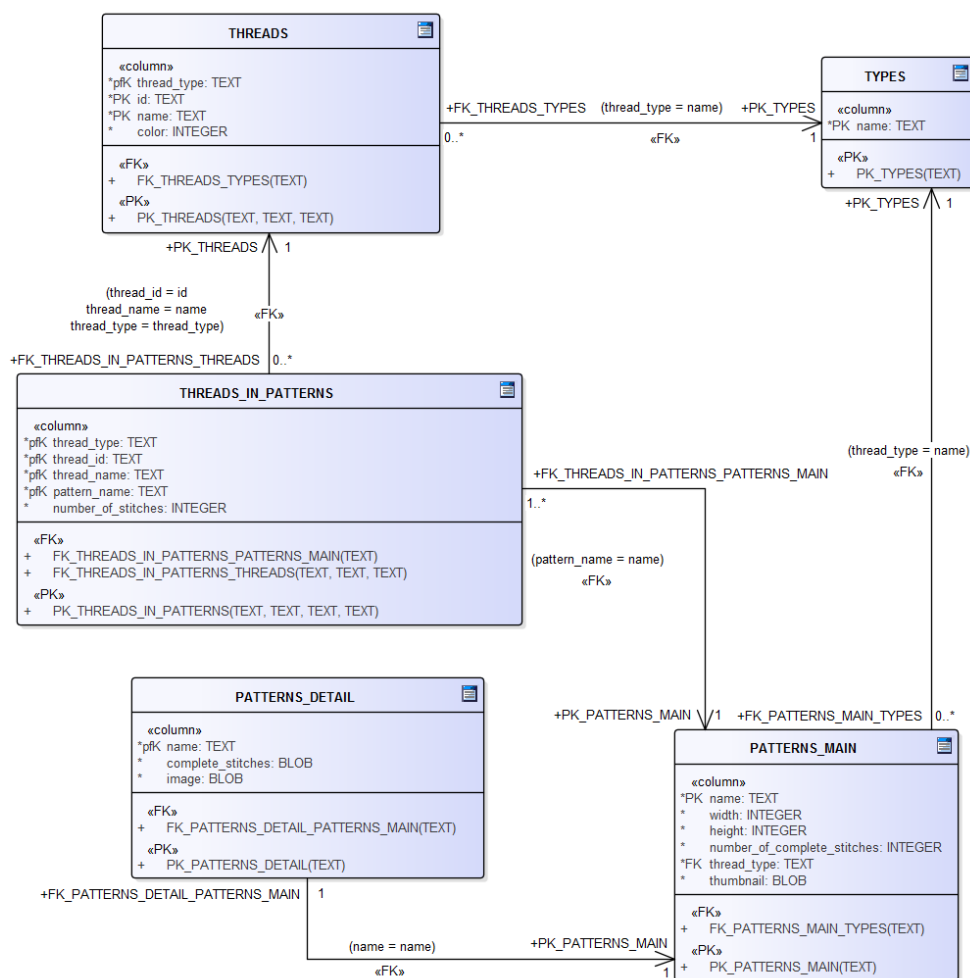 THREADS
«column»
*pfK thread_type: TEXT
*PK id: TEXT
*PK name: TEXT
* color: INTEGER
«FK»
+ FK_THREADS_TYPES(TEXT)
«PK»
+ PK_THREADS(TEXT, TEXT, TEXT)
+FK_THREADS_TYPES (thread_type = name) +PK_TYPES
0..* «FK» 1
TYPES
«column»
*PK name: TEXT
«PK»
+ PK_TYPES(TEXT)
+PK_TYPES 1
+PK_THREADS 1
(thread_id = id
thread_name = name
thread_type = thread_type)
«FK»
+FK_THREADS_IN_PATTERNS_THREADS 0..*
THREADS_IN_PATTERNS
«column»
*pfK thread_type: TEXT
*pfK thread_id: TEXT
*pfK thread_name: TEXT
*pfK pattern_name: TEXT
* number_of_stitches: INTEGER
«FK»
+ FK_THREADS_IN_PATTERNS_PATTERNS_MAIN(TEXT)
+ FK_THREADS_IN_PATTERNS_THREADS(TEXT, TEXT, TEXT)
«PK»
+ PK_THREADS_IN_PATTERNS(TEXT, TEXT, TEXT, TEXT)
(thread_type = name)
«FK»
+FK_THREADS_IN_PATTERNS_PATTERNS_MAIN
1..*
(pattern_name = name)
«FK»
+PK_PATTERNS_MAIN 1
+FK_PATTERNS_MAIN_TYPES 0..*
PATTERNS_DETAIL
«column»
*pfK name: TEXT
* complete_stitches: BLOB
* image: BLOB
«FK»
+ FK_PATTERNS_DETAIL_PATTERNS_MAIN(TEXT)
«PK»
+ PK_PATTERNS_DETAIL(TEXT)
PATTERNS_MAIN
«column»
*PK name: TEXT
* width: INTEGER
* height: INTEGER
* number_of_complete_stitches: INTEGER
*FK thread_type: TEXT
* thumbnail: BLOB
«FK»
+ FK_PATTERNS_MAIN_TYPES(TEXT)
«PK»
+ PK_PATTERNS_MAIN(TEXT)
+FK_PATTERNS_DETAIL_PATTERNS_MAIN 1
(name = name) +PK_PATTERNS_MAIN
«FK» 1